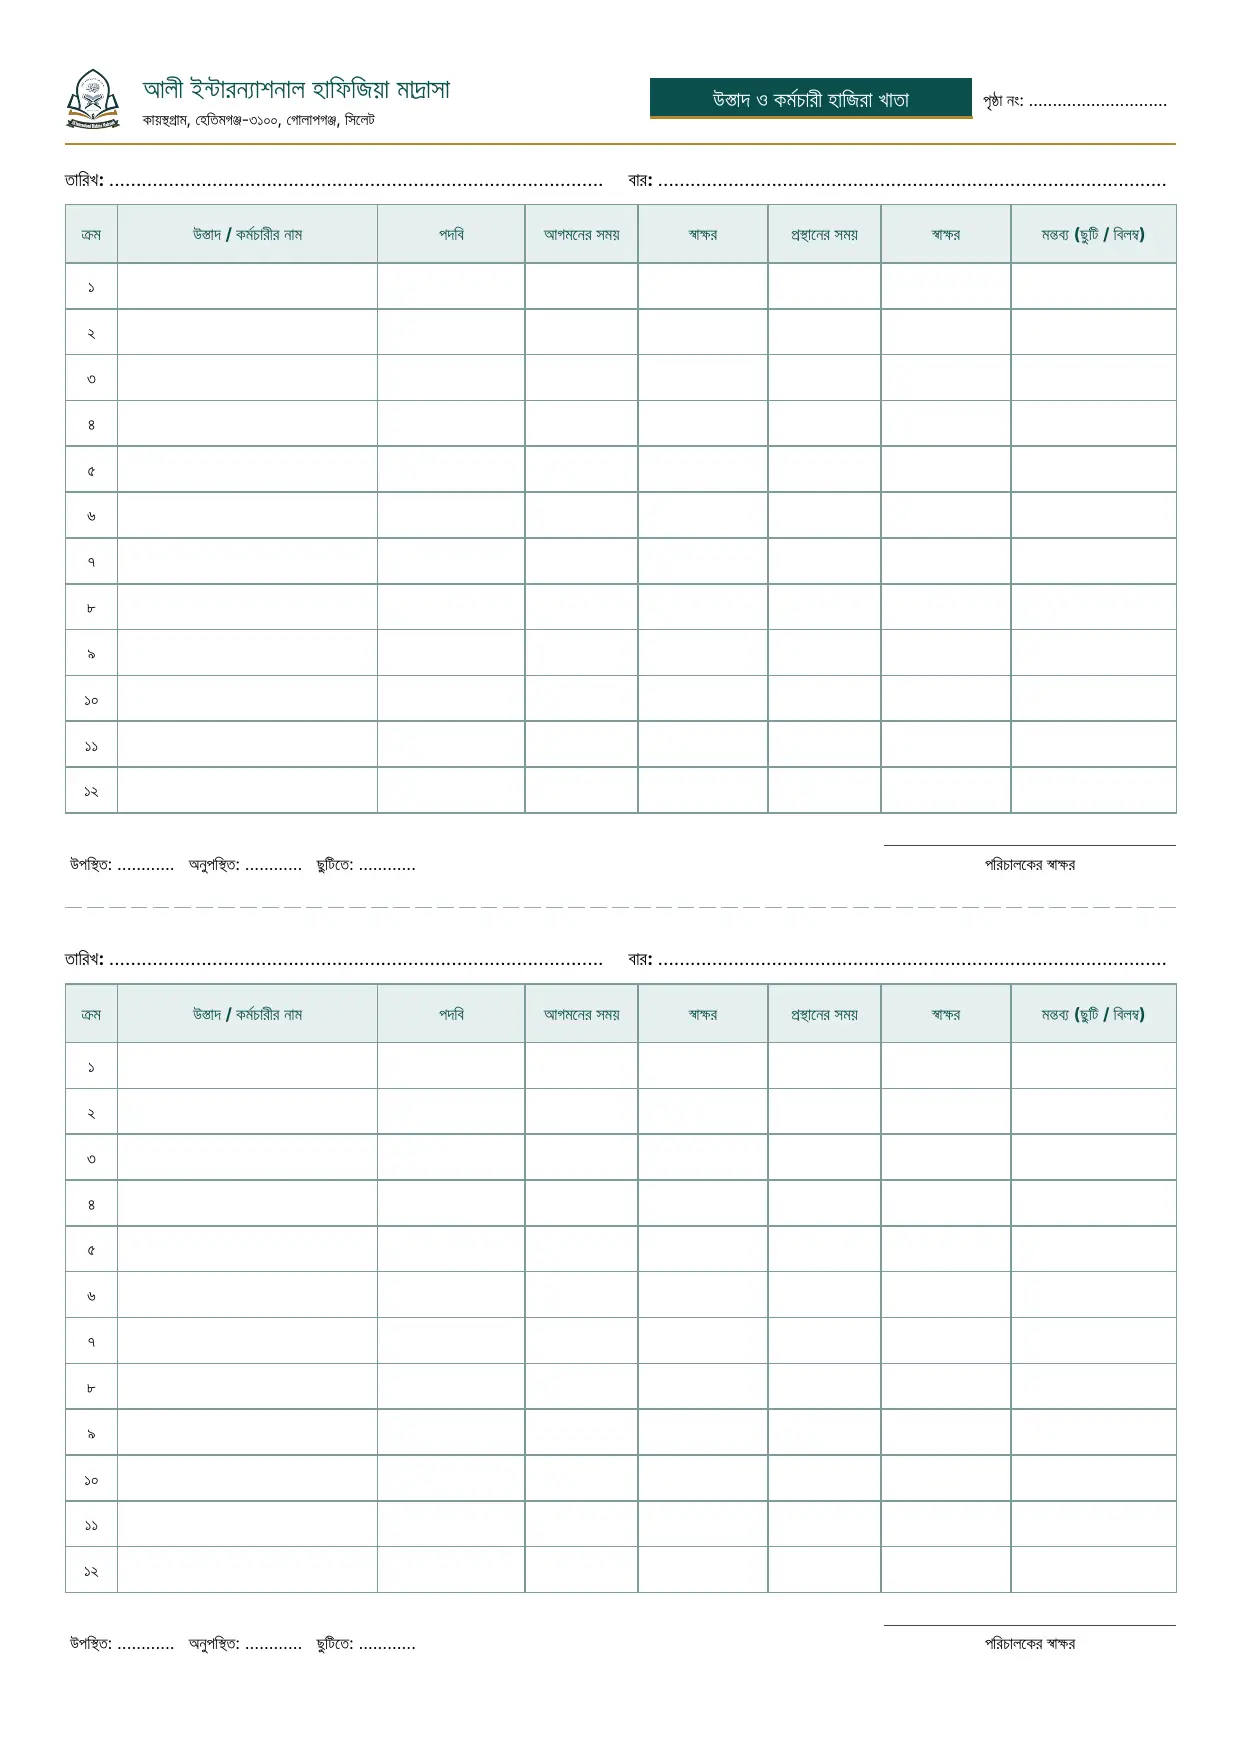 আলী ইন্টারন্যাশনাল হাফিজিয়া মাদ্রাসা
কায়স্থগ্রাম, হেতিমগঞ্জ-৩১০০, গোলাপগঞ্জ, সিলেট
উস্তাদ ও কর্মচারী হাজিরা খাতা
পৃষ্ঠা নং: .............................
তারিখ: ........................................................................................... বার: ..............................................................................................
ক্রম উস্তাদ / কর্মচারীর নাম পদবি আগমনের সময় স্বাক্ষর প্রস্থানের সময় স্বাক্ষর মন্তব্য (ছুটি / বিলম্ব)
১
২
৩
৪
৫
৬
৭
৮
৯
১০
১১
১২
উপস্থিত: ............ অনুপস্থিত: ............ ছুটিতে: ............ পরিচালকের স্বাক্ষর
তারিখ: ........................................................................................... বার: ..............................................................................................
ক্রম উস্তাদ / কর্মচারীর নাম পদবি আগমনের সময় স্বাক্ষর প্রস্থানের সময় স্বাক্ষর মন্তব্য (ছুটি / বিলম্ব)
১
২
৩
৪
৫
৬
৭
৮
৯
১০
১১
১২
উপস্থিত: ............ অনুপস্থিত: ............ ছুটিতে: ............ পরিচালকের স্বাক্ষর